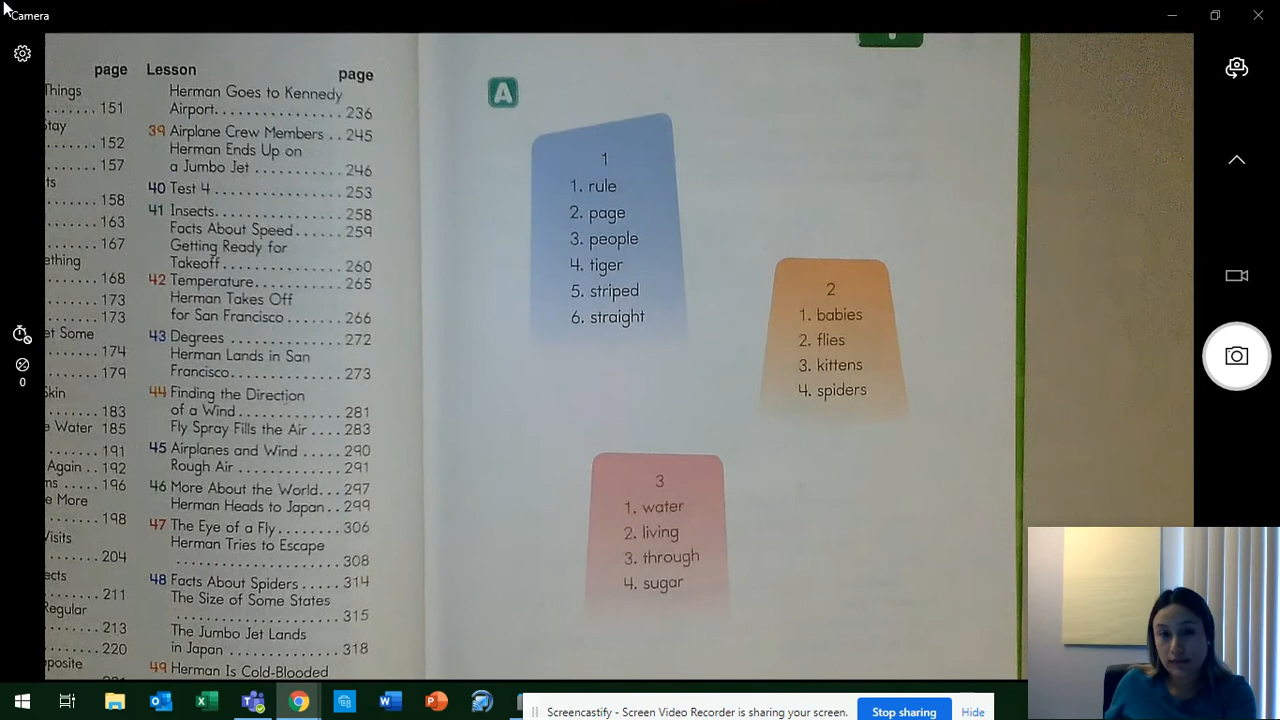 Camera
page
Things
151
Stay
152
157
158
163
167
168
173
173
174
179
Skin
183
Water 185
191
Again 192
196
More
198
Visits
204
211
Regular
213
220
0
Lesson page
Herman Goes to Kennedy
Airport 236
39 Airplane Crew Members 245
Herman Ends Up on
a Jumbo Jet 246
40 Test 4 253
41 Insects 258
Facts About Speed 259
Getting Ready for
Takeoff 260
42 Temperature 265
Herman Takes Off
for San Francisco 266
43 Degrees 272
Herman Lands in San
Francisco 273
44 Finding the Direction
of a Wind 281
Fly Spray Fills the Air 283
45 Airplanes and Wind 290
Rough Air 291
46 More About the World 297
Herman Heads to Japan 299
47 The Eye of a Fly 306
Herman Tries to Escape
308
48 Facts About Spiders 314
The Size of Some States
315
The Jumbo Jet Lands
in Japan 318
49 Herman Is Cold-Blooded
A
1
1. rule
2. page
3. people
4. tiger
5. striped
6. straight
2
1. babies
2. flies
3. kittens
4. spiders
3
1. water
2. living
3. through
4. sugar
Screencastify - Screen Video Recorder is sharing your screen.
Stop sharing
Hide